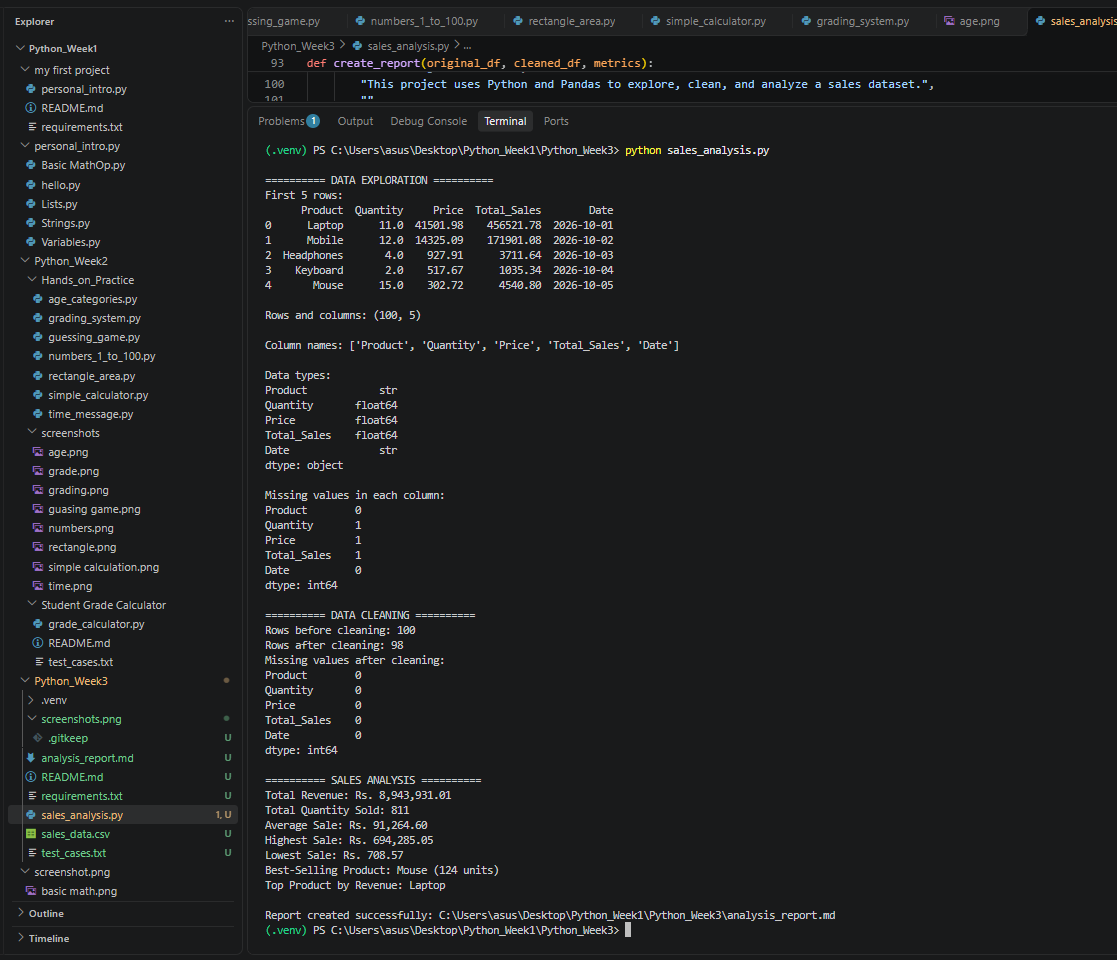 Explorer
Python_Week1
my first project
personal_intro.py
README.md
requirements.txt
personal_intro.py
Basic MathOp.py
hello.py
Lists.py
Strings.py
Variables.py
Python_Week2
Hands_on_Practice
age_categories.py
grading_system.py
guessing_game.py
numbers_1_to_100.py
rectangle_area.py
simple_calculator.py
time_message.py
screenshots
age.png
grade.png
grading.png
guasing game.png
numbers.png
rectangle.png
simple calculation.png
time.png
Student Grade Calculator
grade_calculator.py
README.md
test_cases.txt
Python_Week3
.venv
screenshots.png
.gitkeep U
analysis_report.md U
README.md U
requirements.txt U
sales_analysis.py 1, U
sales_data.csv U
test_cases.txt U
screenshot.png
basic math.png
Outline
Timeline
ssing_game.py numbers_1_to_100.py rectangle_area.py simple_calculator.py grading_system.py age.png sales_analysis
Python_Week3 > sales_analysis.py > ...
93 def create_report(original_df, cleaned_df, metrics):
100 "This project uses Python and Pandas to explore, clean, and analyze a sales dataset.",
101 ""
Problems 1 Output Debug Console Terminal Ports
(.venv) PS C:\Users\asus\Desktop\Python_Week1\Python_Week3> python sales_analysis.py
========== DATA EXPLORATION ==========
First 5 rows:
Product Quantity Price Total_Sales Date
0 Laptop 11.0 41501.98 456521.78 2026-10-01
1 Mobile 12.0 14325.09 171901.08 2026-10-02
2 Headphones 4.0 927.91 3711.64 2026-10-03
3 Keyboard 2.0 517.67 1035.34 2026-10-04
4 Mouse 15.0 302.72 4540.80 2026-10-05
Rows and columns: (100, 5)
Column names: ['Product', 'Quantity', 'Price', 'Total_Sales', 'Date']
Data types:
Product str
Quantity float64
Price float64
Total_Sales float64
Date str
dtype: object
Missing values in each column:
Product 0
Quantity 1
Price 1
Total_Sales 1
Date 0
dtype: int64
========== DATA CLEANING ==========
Rows before cleaning: 100
Rows after cleaning: 98
Missing values after cleaning:
Product 0
Quantity 0
Price 0
Total_Sales 0
Date 0
dtype: int64
========== SALES ANALYSIS ==========
Total Revenue: Rs. 8,943,931.01
Total Quantity Sold: 811
Average Sale: Rs. 91,264.60
Highest Sale: Rs. 694,285.05
Lowest Sale: Rs. 708.57
Best-Selling Product: Mouse (124 units)
Top Product by Revenue: Laptop
Report created successfully: C:\Users\asus\Desktop\Python_Week1\Python_Week3\analysis_report.md
(.venv) PS C:\Users\asus\Desktop\Python_Week1\Python_Week3>